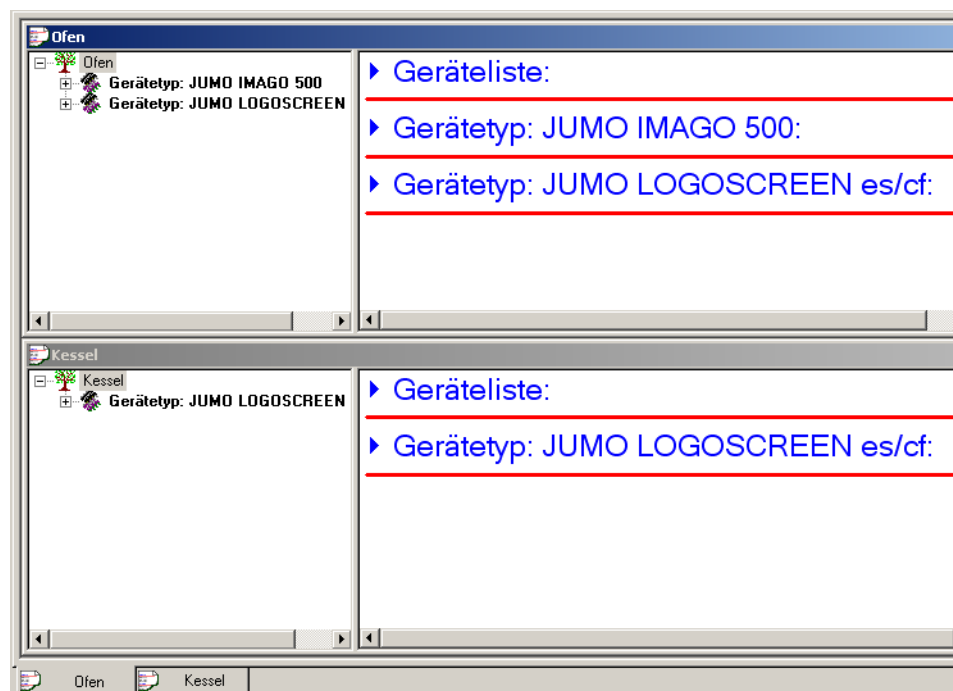 Ofen
Ofen
Gerätetyp: JUMO IMAGO 500
Gerätetyp: JUMO LOGOSCREEN
Geräteliste:
Gerätetyp: JUMO IMAGO 500:
Gerätetyp: JUMO LOGOSCREEN es/cf:
Kessel
Kessel
Gerätetyp: JUMO LOGOSCREEN
Geräteliste:
Gerätetyp: JUMO LOGOSCREEN es/cf:
Ofen Kessel